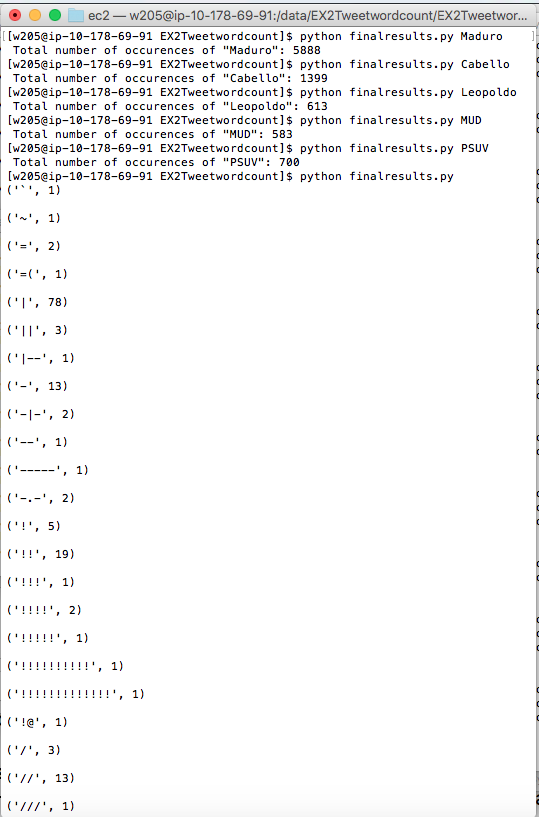 ec2 — w205@ip-10-178-69-91:/data/EX2Tweetwordcount/EX2Tweetwor...
[[w205@ip-10-178-69-91 EX2Tweetwordcount]$ python finalresults.py Maduro ]
 Total number of occurences of "Maduro": 5888
[w205@ip-10-178-69-91 EX2Tweetwordcount]$ python finalresults.py Cabello
 Total number of occurences of "Cabello": 1399
[w205@ip-10-178-69-91 EX2Tweetwordcount]$ python finalresults.py Leopoldo
 Total number of occurences of "Leopoldo": 613
[w205@ip-10-178-69-91 EX2Tweetwordcount]$ python finalresults.py MUD
 Total number of occurences of "MUD": 583
[w205@ip-10-178-69-91 EX2Tweetwordcount]$ python finalresults.py PSUV
 Total number of occurences of "PSUV": 700
[w205@ip-10-178-69-91 EX2Tweetwordcount]$ python finalresults.py
('`', 1)
('~', 1)
('=', 2)
('=(', 1)
('|', 78)
('||', 3)
('|--', 1)
('-', 13)
('-|-', 2)
('--', 1)
('-----', 1)
('-.-', 2)
('!', 5)
('!!', 19)
('!!!', 1)
('!!!!', 2)
('!!!!!', 1)
('!!!!!!!!!!', 1)
('!!!!!!!!!!!!!', 1)
('!@', 1)
('/', 3)
('//', 13)
('///', 1)